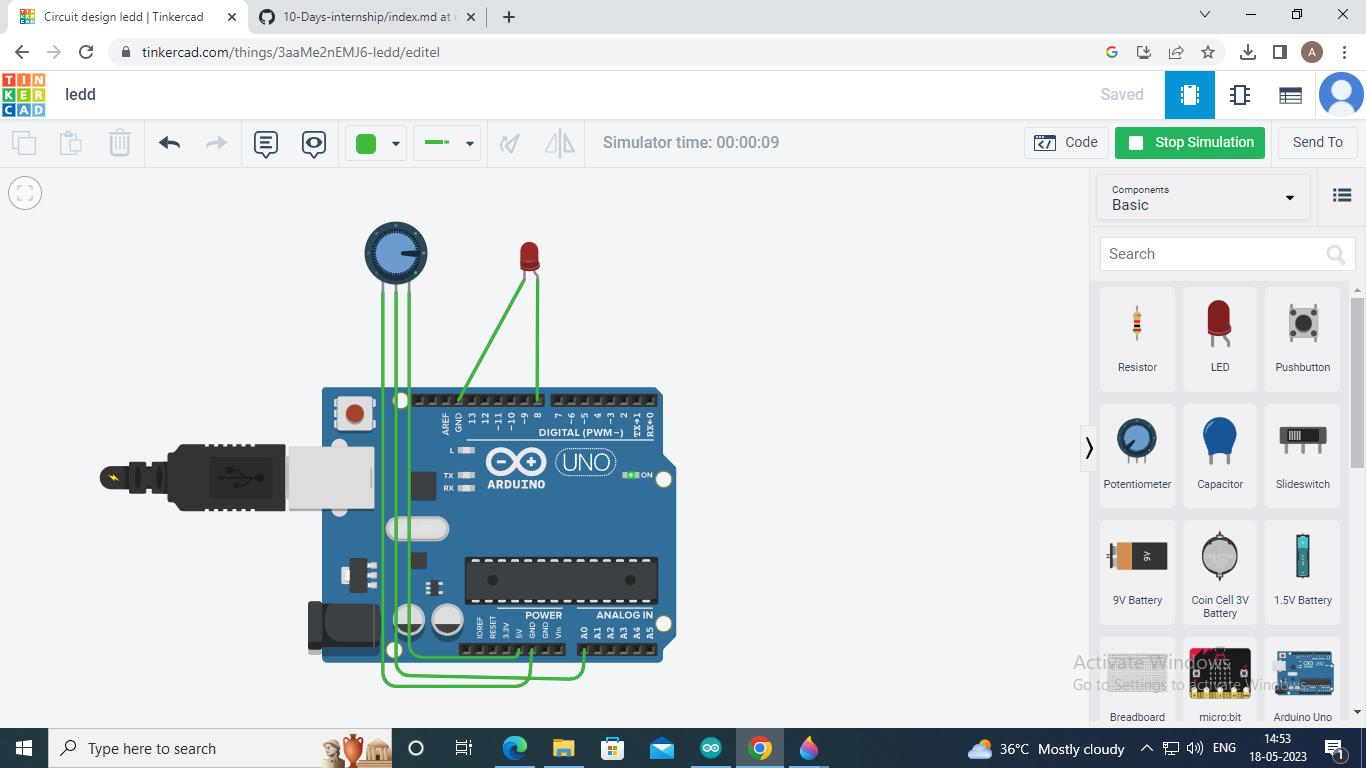 Circuit design ledd | Tinkercad
10-Days-internship/index.md at
tinkercad.com/things/3aaMe2nEMJ6-ledd/editel
A
TIN
KER
CAD
ledd
Saved
Simulator time: 00:00:09
Code
Stop Simulation
Send To
Components
Basic
Search
Resistor
LED
Pushbutton
Potentiometer
Capacitor
Slideswitch
9V
9V Battery
Coin Cell 3V
Battery
1.5V Battery
Breadboard
micro:bit
Arduino Uno
AREF
GND
13
12
~11
~10
~9
8
7
~6
~5
4
~3
2
TX→1
RX←0
DIGITAL (PWM~)
L
TX
RX
UNO
ARDUINO
ON
POWER
ANALOG IN
IOREF
RESET
3.3V
5V
GND
GND
Vin
A0
A1
A2
A3
A4
A5
Activate Windows
Go to Settings to activate Windows.
Type here to search
36°C Mostly cloudy
ENG
14:53
18-05-2023
1